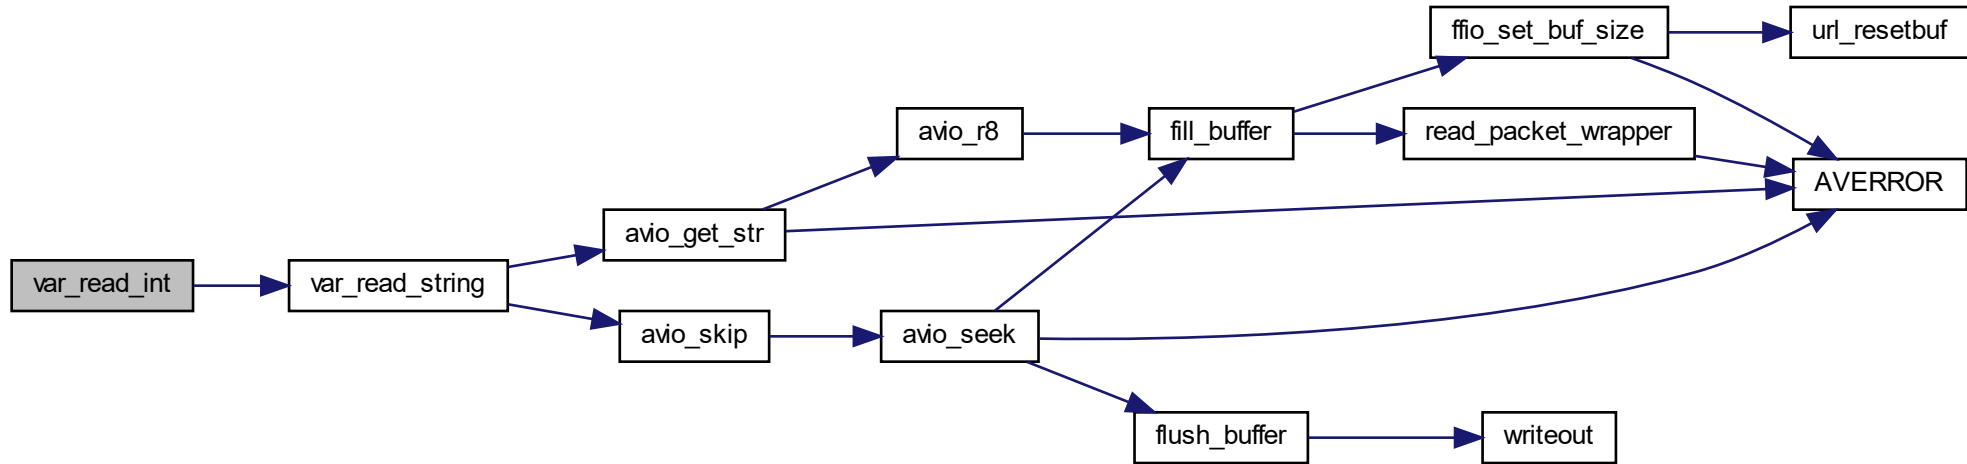 ffio_set_buf_size
url_resetbuf
avio_r8
fill_buffer
read_packet_wrapper
AVERROR
avio_get_str
var_read_int
var_read_string
avio_skip
avio_seek
flush_buffer
writeout